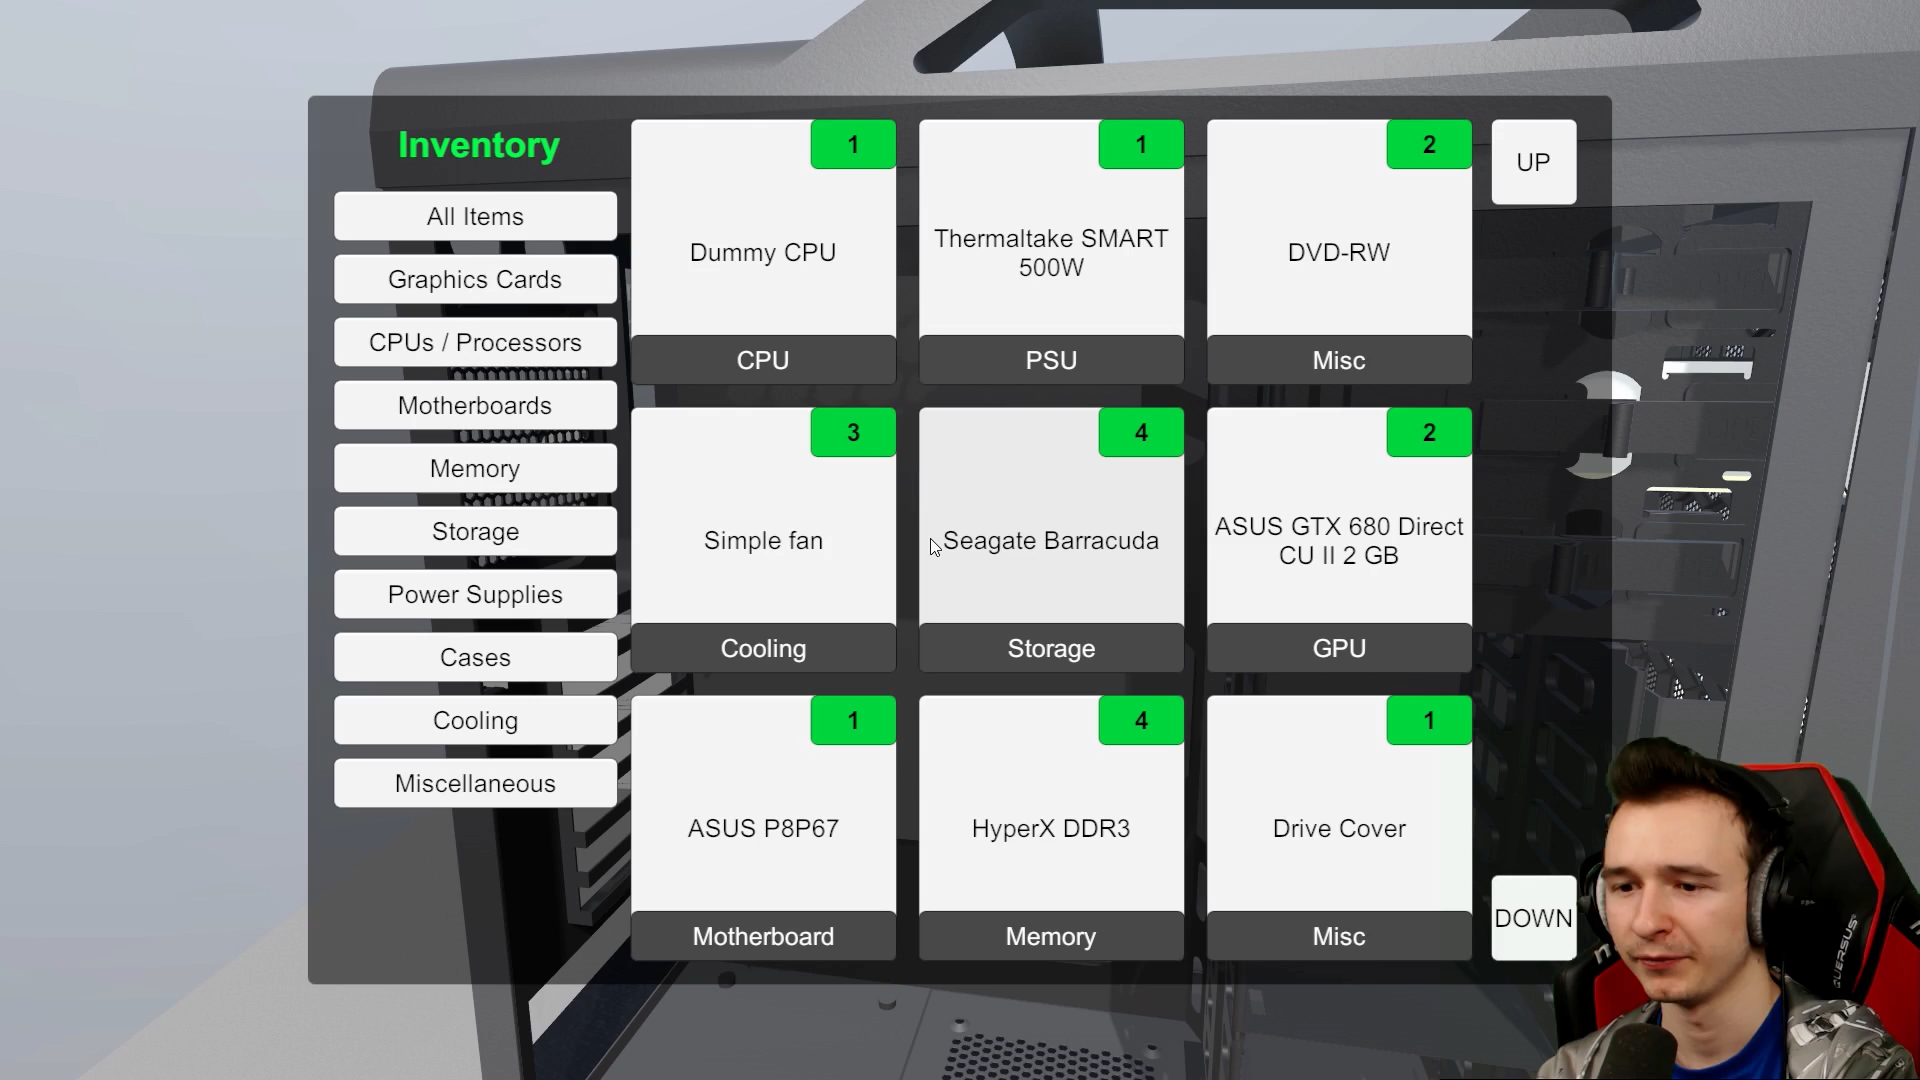 Inventory
All Items
Graphics Cards
CPUs / Processors
Motherboards
Memory
Storage
Power Supplies
Cases
Cooling
Miscellaneous
1
Dummy CPU
CPU
1
Thermaltake SMART
500W
PSU
2
DVD-RW
Misc
3
Simple fan
Cooling
4
Seagate Barracuda
Storage
2
ASUS GTX 680 Direct
CU II 2 GB
GPU
1
ASUS P8P67
Motherboard
4
HyperX DDR3
Memory
1
Drive Cover
Misc
UP
DOWN